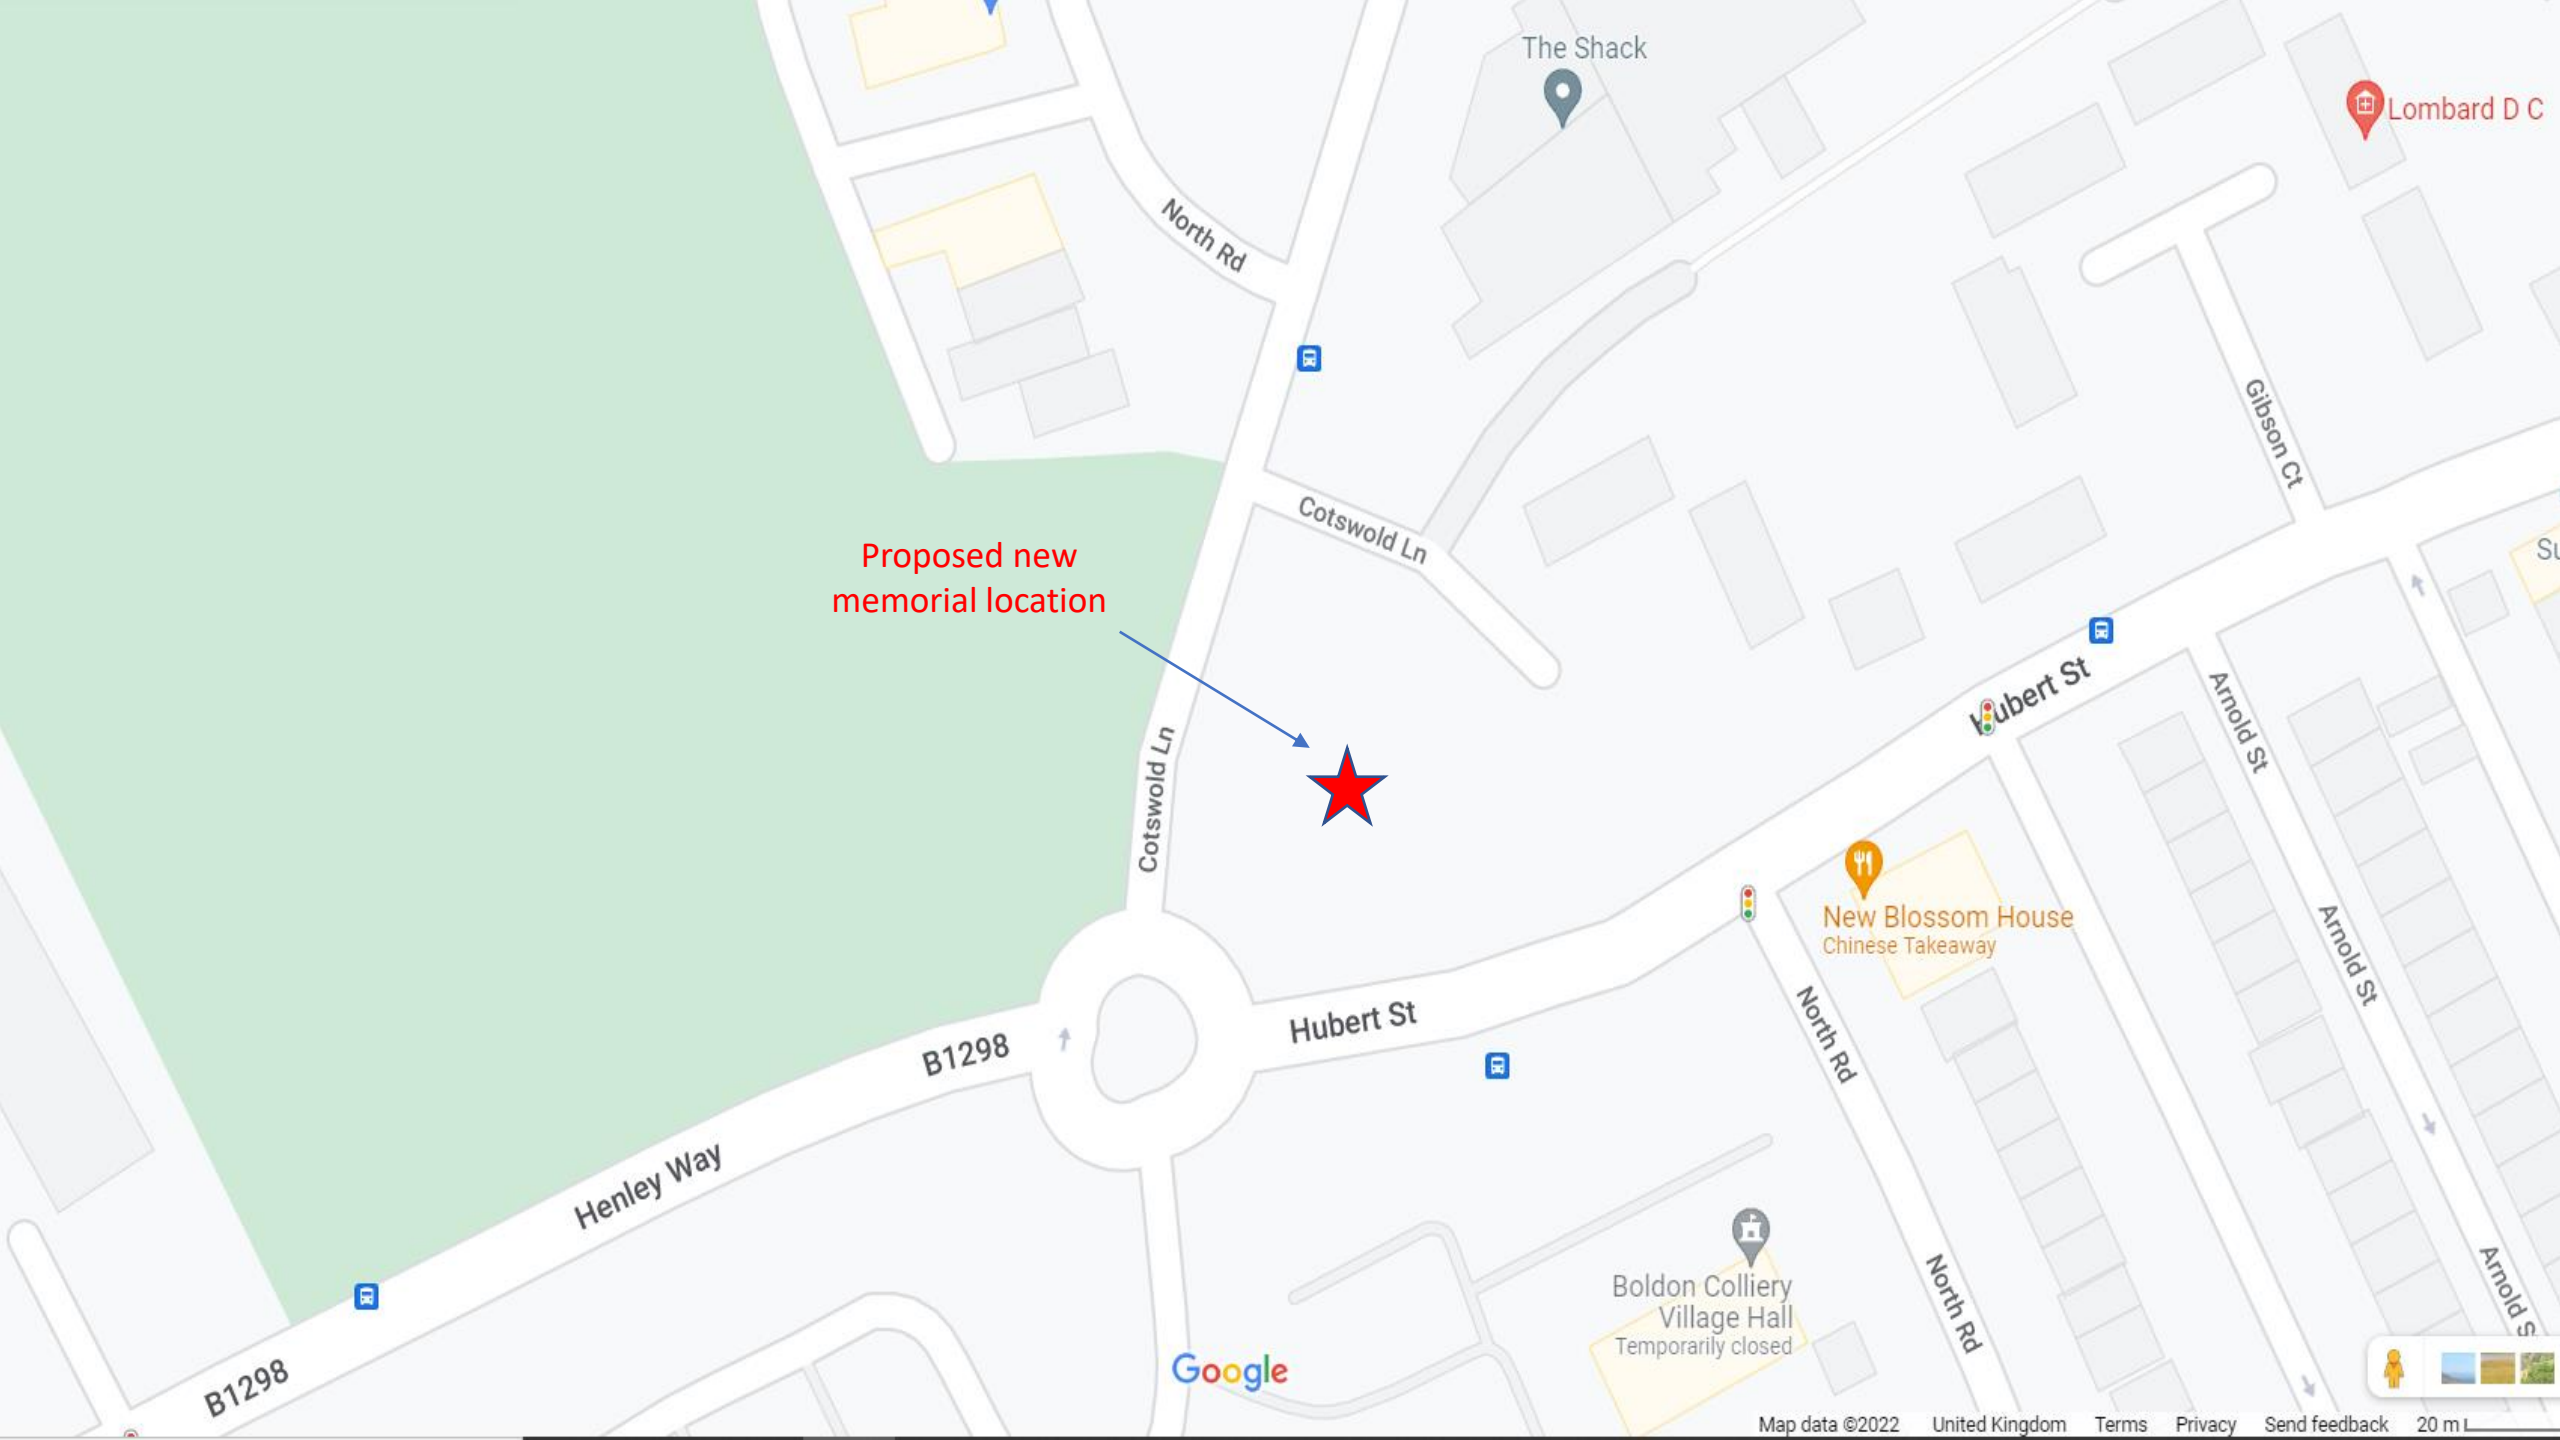 The Shack
Lombard D C
North Rd
Gibson Ct
Cotswold Ln
Proposed new
memorial location
Hubert St
Arnold St
Cotswold Ln
New Blossom House
Chinese Takeaway
Arnold St
Hubert St
B1298
North Rd
Henley Way
Boldon Colliery
Village Hall
Temporarily closed
North Rd
Arnold S
B1298
Google
Map data ©2022 United Kingdom Terms Privacy Send feedback 20 m